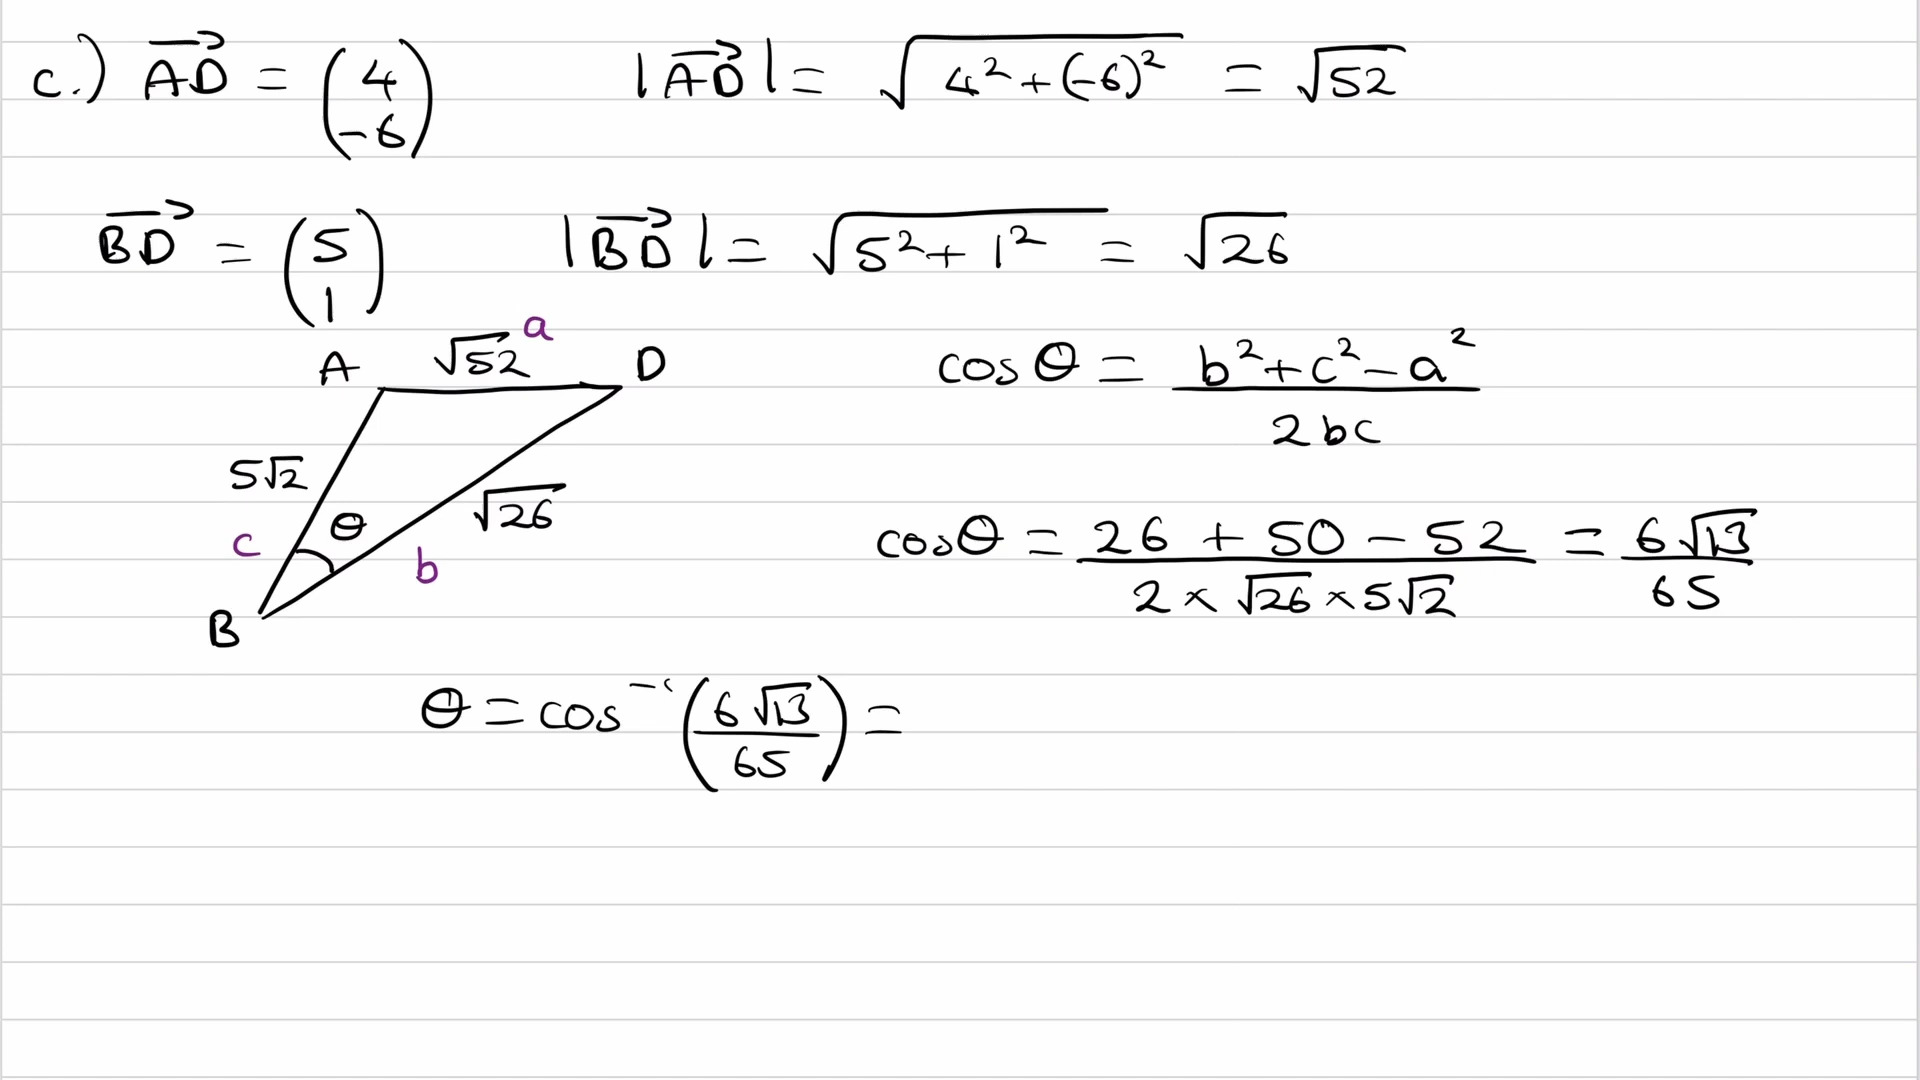 c.) AD⃗ = (4 −6) |AD⃗| = √(4² + (−6)²) = √52
BD⃗ = (5 1) |BD⃗| = √(5² + 1²) = √26
A √52 a D
5√2 θ √26
c b
B
cos θ = (b² + c² − a²) / 2bc
cosθ = (26 + 50 − 52) / (2 × √26 × 5√2) = 6√13 / 65
θ = cos⁻¹(6√13 / 65) =